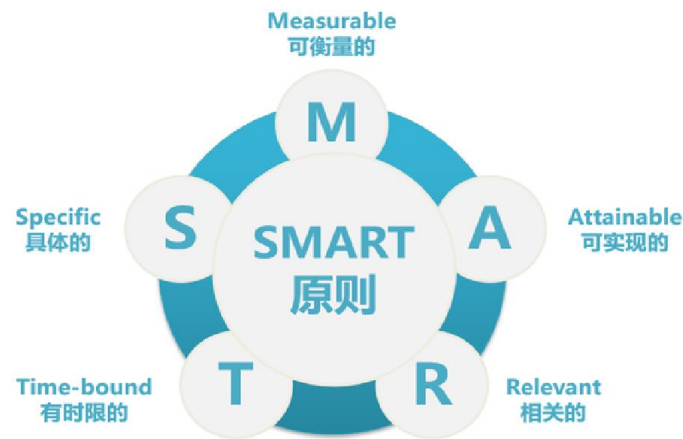 Measurable
可衡量的
M
Specific
具体的
S
A
Attainable
可实现的
SMART
原则
Time-bound
有时限的
T
R
Relevant
相关的